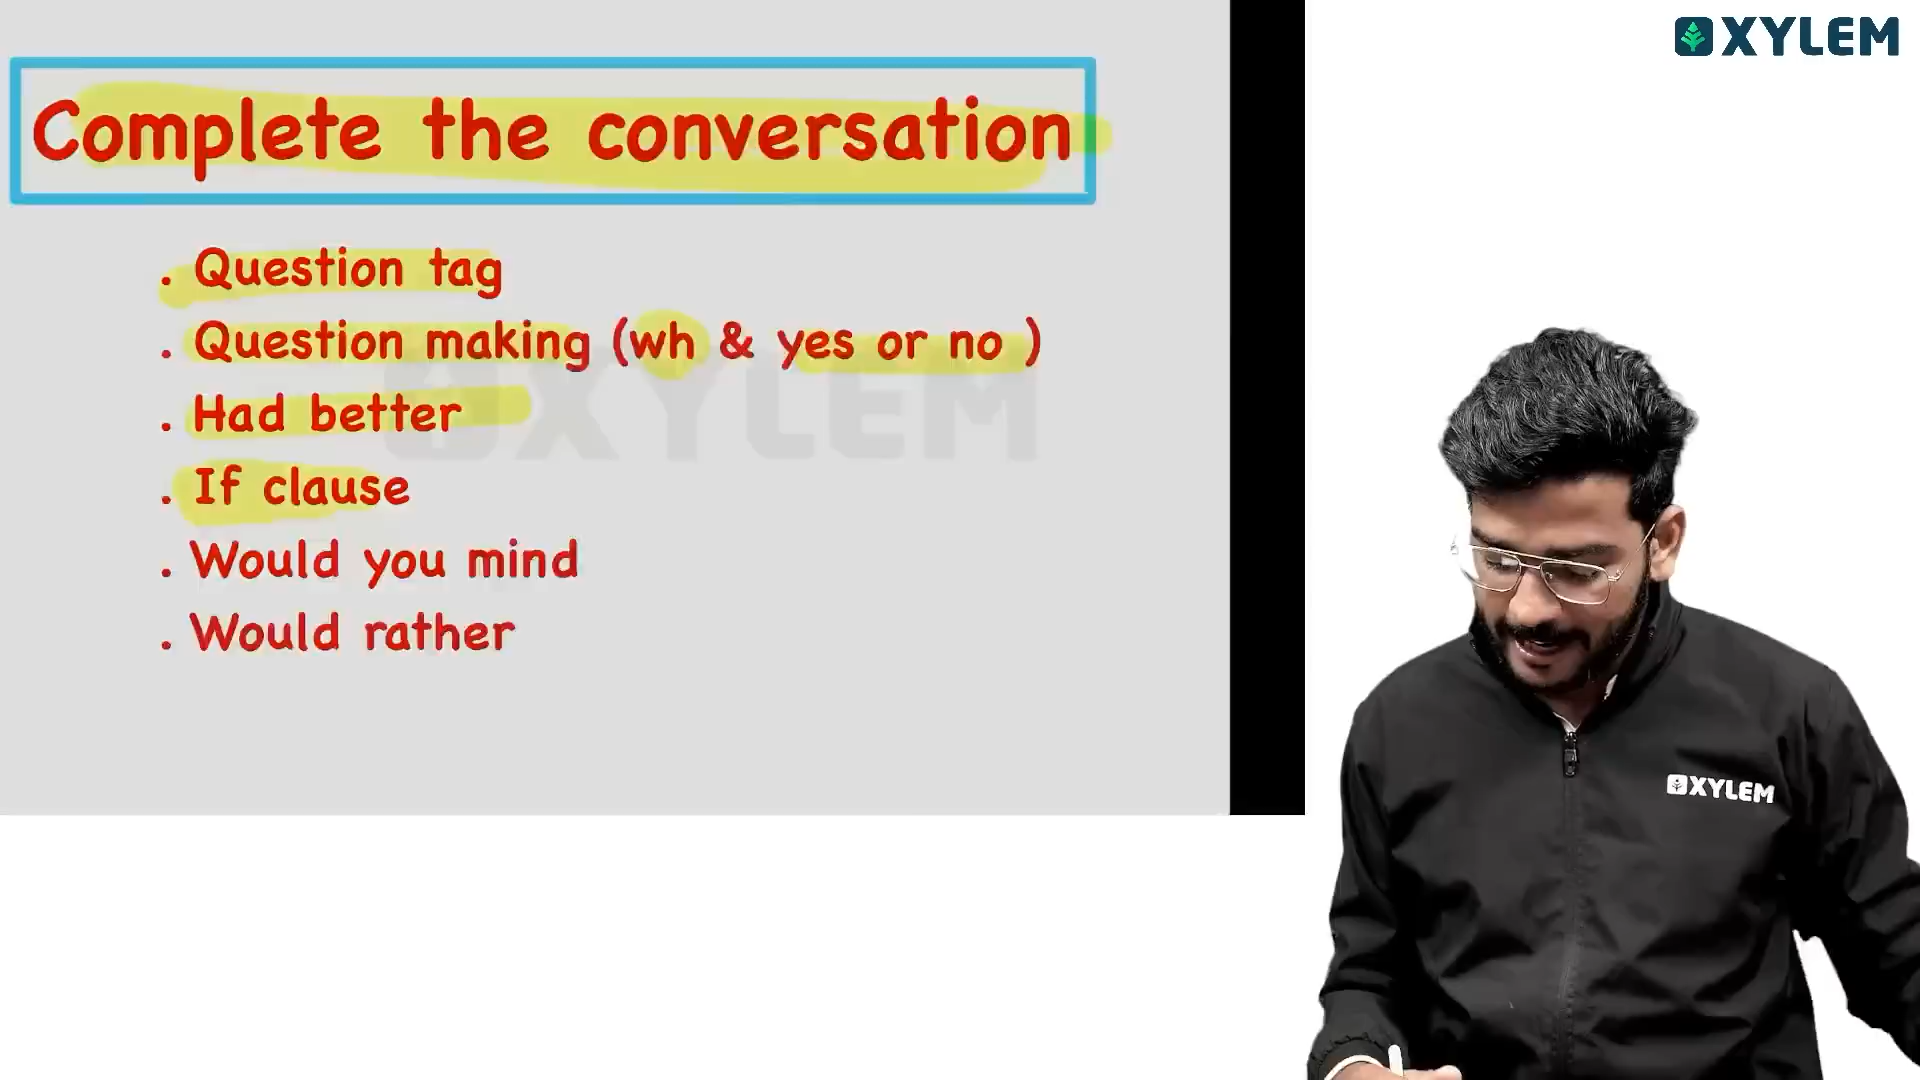 XYLEM
Complete the conversation
. Question tag
. Question making (wh & yes or no )
. Had better
. If clause
. Would you mind
. Would rather
XYLEM
XYLEM